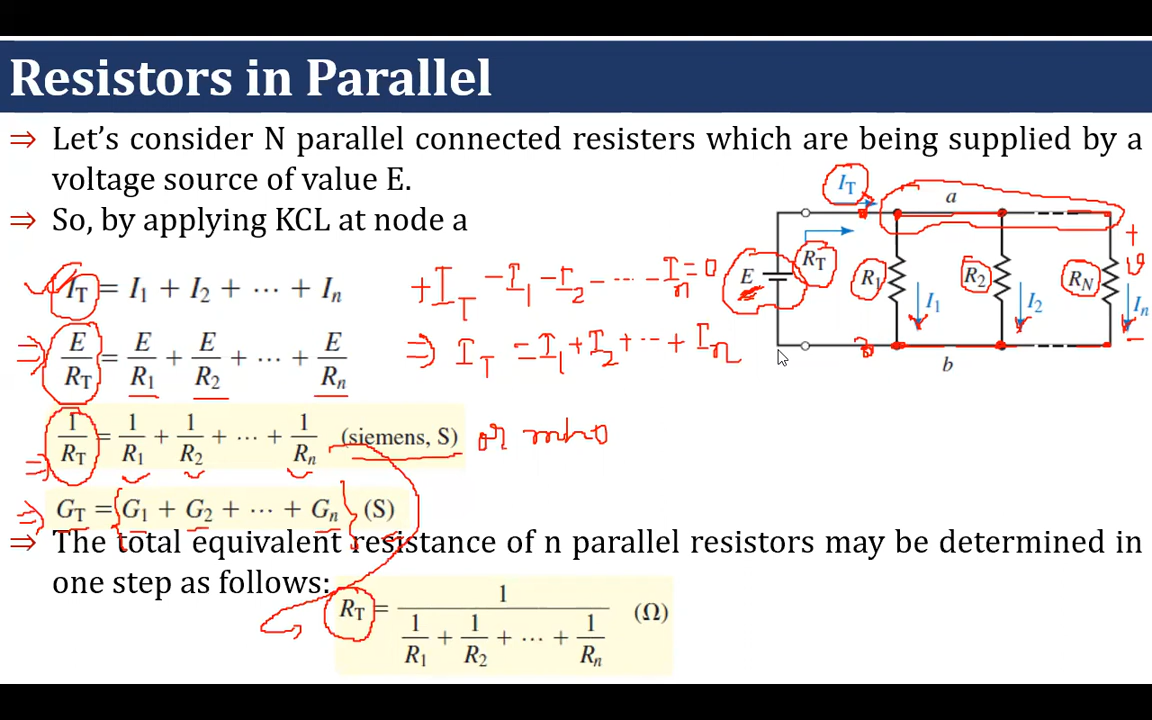 Resistors in Parallel
⇒ Let's consider N parallel connected resisters which are being supplied by a
voltage source of value E.
⇒ So, by applying KCL at node a
I_T = I_1 + I_2 + ⋯ + I_n
+I_T - I_1 - I_2 - ⋯ - I_n = 0
E/R_T = E/R_1 + E/R_2 + ⋯ + E/R_n
⇒ I_T = I_1 + I_2 + ⋯ + I_n
1/R_T = 1/R_1 + 1/R_2 + ⋯ + 1/R_n (siemens, S) or mho
G_T = G_1 + G_2 + ⋯ + G_n (S)
⇒ The total equivalent resistance of n parallel resistors may be determined in
one step as follows:
R_T = 1/(1/R_1 + 1/R_2 + ⋯ + 1/R_n) (Ω)
I_T
a
E
R_T
R_1
I_1
R_2
I_2
R_N
I_n
+
v
-
b